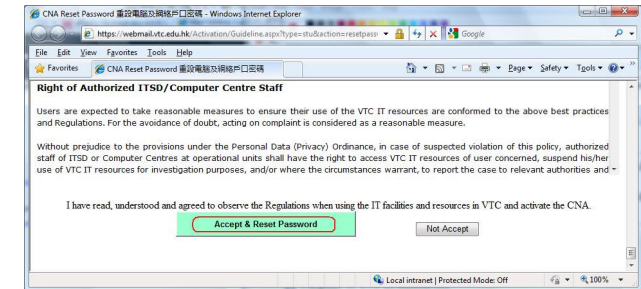 CNA Reset Password 重設電腦及網絡戶口密碼 - Windows Internet Explorer
https://webmail.vtc.edu.hk/Activation/Guideline.aspx?type=stu&action=resetpass
Google
File Edit View Favorites Tools Help
Favorites CNA Reset Password 重設電腦及網絡戶口密碼 Page Safety Tools
Right of Authorized ITSD/Computer Centre Staff
Users are expected to take reasonable measures to ensure their use of the VTC IT resources are conformed to the above best practices
and Regulations. For the avoidance of doubt, acting on complaint is considered as a reasonable measure.
Without prejudice to the provisions under the Personal Data (Privacy) Ordinance, in case of suspected violation of this policy, authorized
staff of ITSD or Computer Centres at operational units shall have the right to access VTC IT resources of user concerned, suspend his/her
use of VTC IT resources for investigation purposes, and/or where the circumstances warrant, to report the case to relevant authorities and
I have read, understood and agreed to observe the Regulations when using the IT facilities and resources in VTC and activate the CNA.
Accept & Reset Password Not Accept
Local intranet | Protected Mode: Off 100%